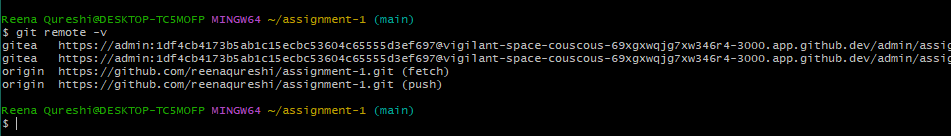 Reena Qureshi@DESKTOP-TC5MOFP MINGW64 ~/assignment-1 (main)
$ git remote -v
gitea   https://admin:1df4cb4173b5ab1c15ecbc53604c65555d3ef697@vigilant-space-couscous-69xgxwqjg7xw346r4-3000.app.github.dev/admin/assig
gitea   https://admin:1df4cb4173b5ab1c15ecbc53604c65555d3ef697@vigilant-space-couscous-69xgxwqjg7xw346r4-3000.app.github.dev/admin/assig
origin  https://github.com/reenaqureshi/assignment-1.git (fetch)
origin  https://github.com/reenaqureshi/assignment-1.git (push)
Reena Qureshi@DESKTOP-TC5MOFP MINGW64 ~/assignment-1 (main)
$